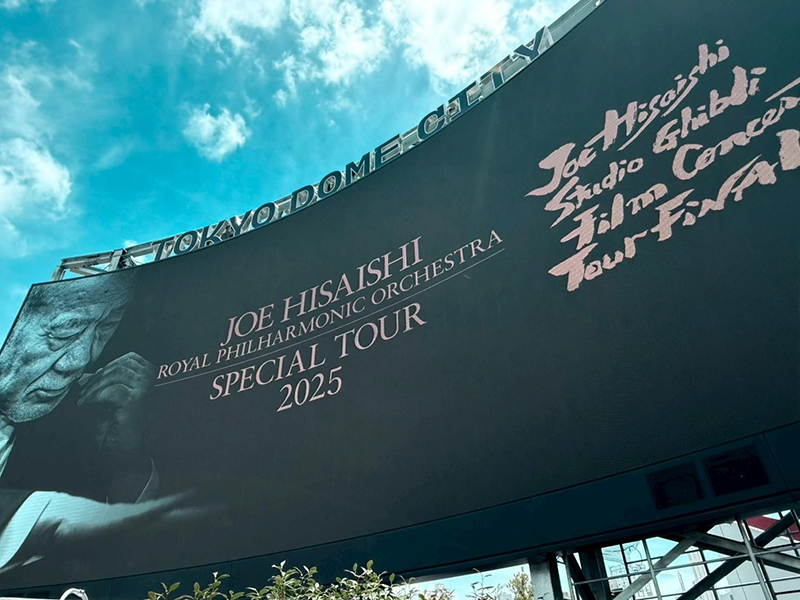 TOKYO DOME CITY
JOE HISAISHI
ROYAL PHILHARMONIC ORCHESTRA
SPECIAL TOUR
2025
Joe Hisaishi
Studio Ghibli
Film Concert
Tour FiNAL